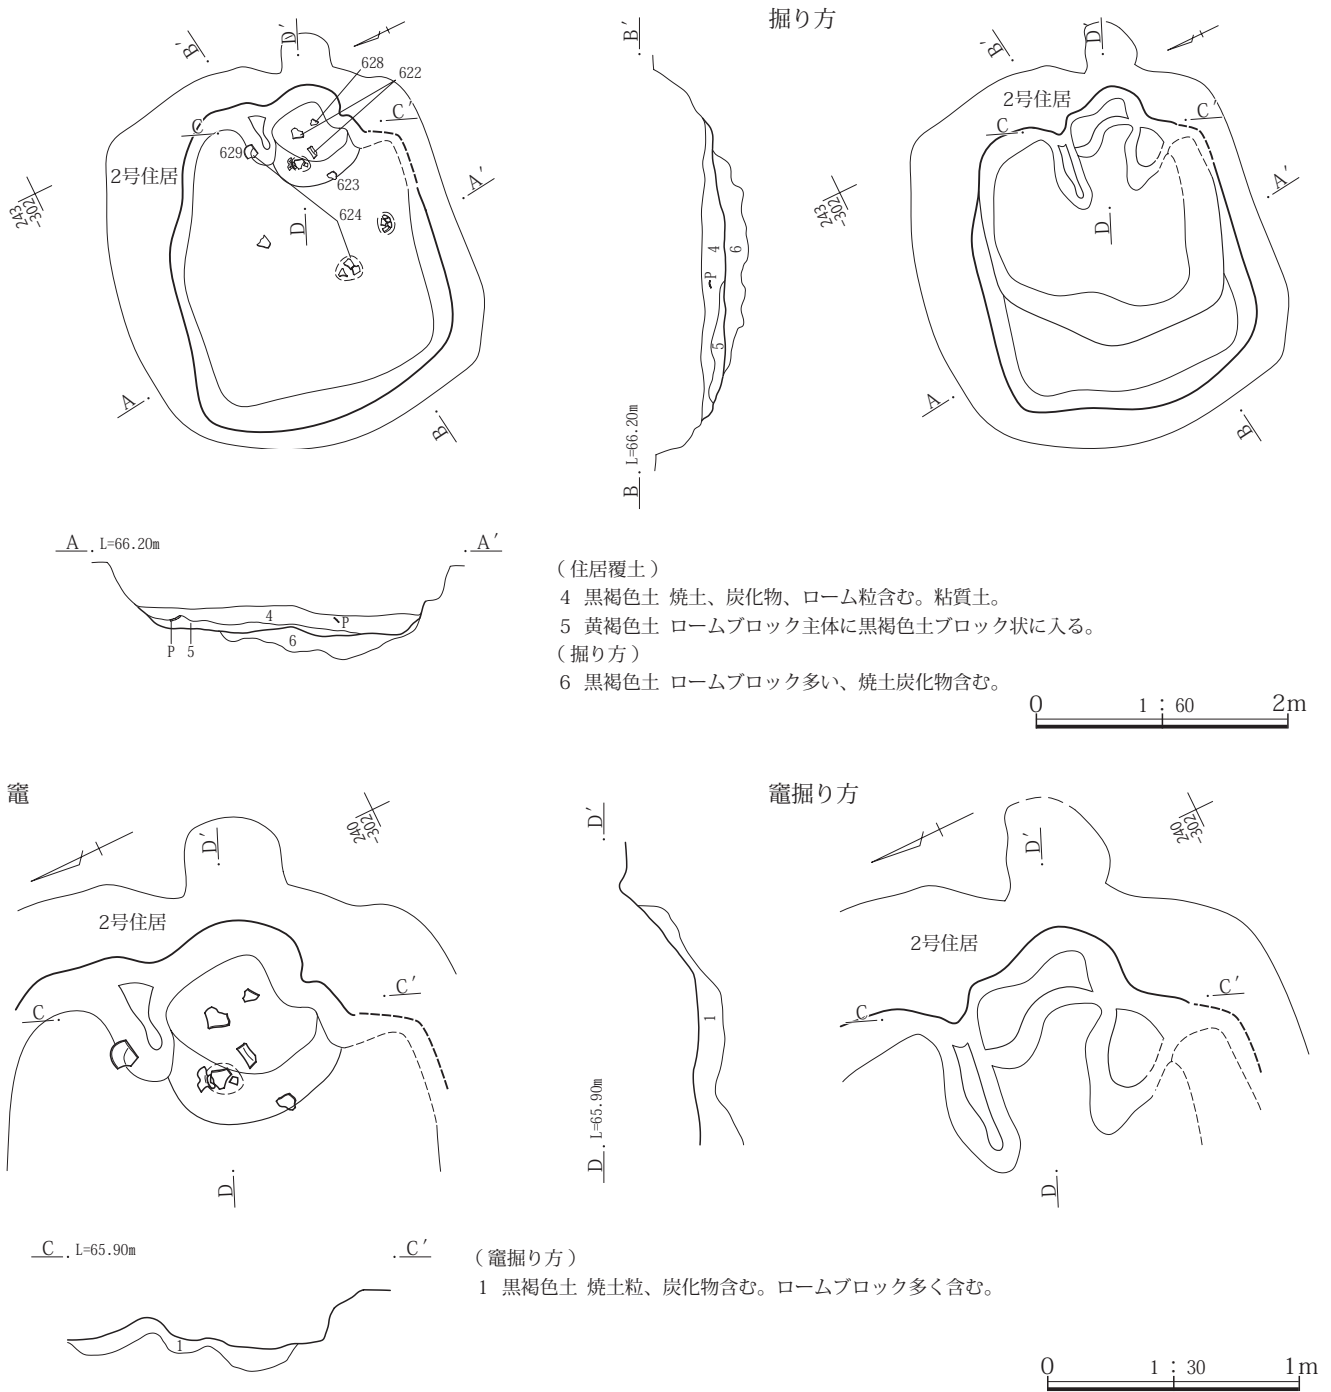 掘り方
B′
D′
628
622
C
C′
629
2号住居
623
624
A′
243
-302
D
A
B
B′
4
6
P
5
B L=66.20m
B′
D′
2号住居
C
C′
A′
243
-302
D
A
B
A L=66.20m
A′
4
P
6
P 5
（住居覆土）
4 黒褐色土 焼土、炭化物、ローム粒含む。粘質土。
5 黄褐色土 ロームブロック主体に黒褐色土ブロック状に入る。
（掘り方）
6 黒褐色土 ロームブロック多い、焼土炭化物含む。
0 1：60 2m
竈
D′
240
-302
2号住居
C
C′
D
D′
1
D L=65.90m
竈掘り方
D′
240
-302
2号住居
C
C′
D
C L=65.90m
C′
1
（竈掘り方）
1 黒褐色土 焼土粒、炭化物含む。ロームブロック多く含む。
0 1：30 1m